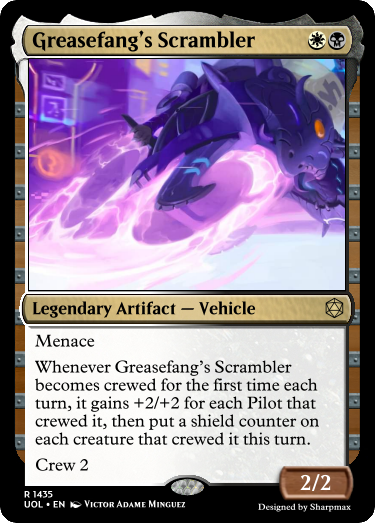 Greasefang's Scrambler
Legendary Artifact — Vehicle
Menace
Whenever Greasefang's Scrambler
becomes crewed for the first time each
turn, it gains +2/+2 for each Pilot that
crewed it, then put a shield counter on
each creature that crewed it this turn.
Crew 2
2/2
R 1435
UOL • EN Victor Adame Minguez
Designed by Sharpmax